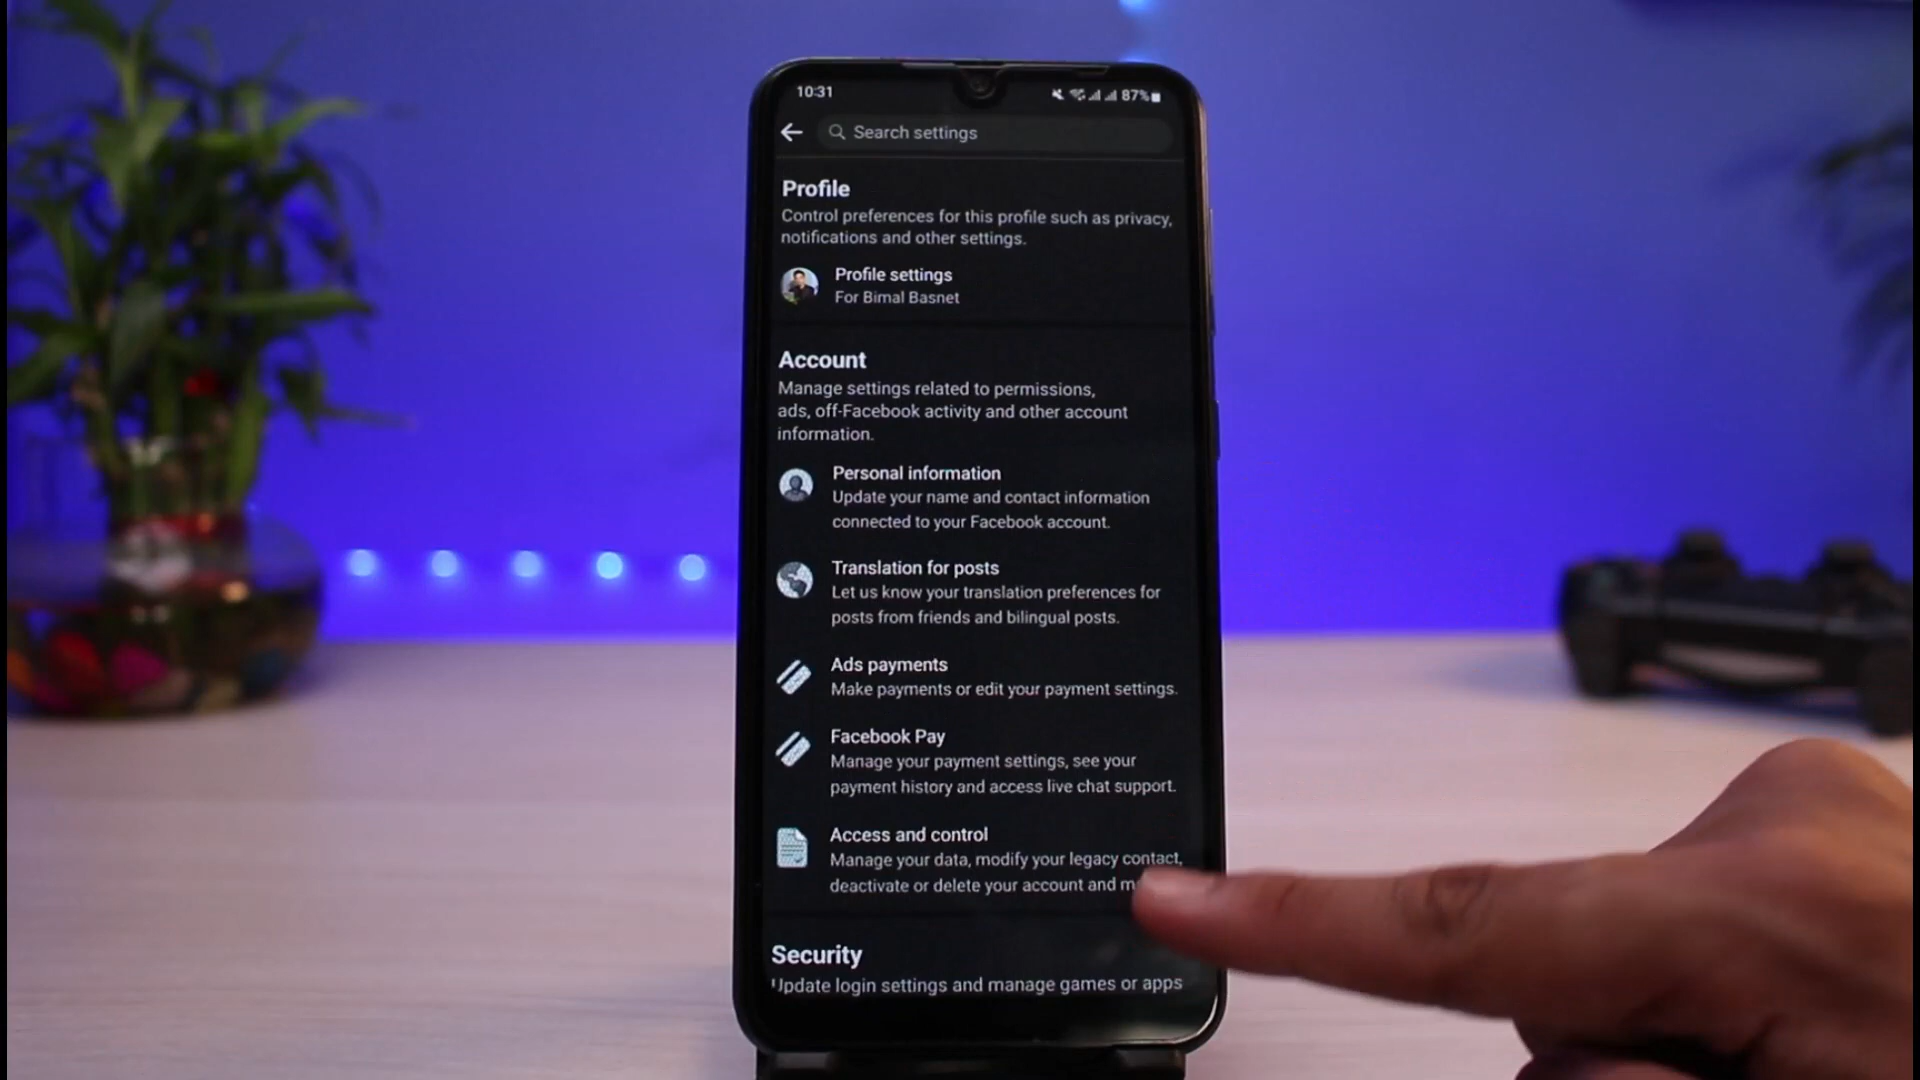 10:31
87%
Search settings
Profile
Control preferences for this profile such as privacy,
notifications and other settings.
Profile settings
For Bimal Basnet
Account
Manage settings related to permissions,
ads, off-Facebook activity and other account
information.
Personal information
Update your name and contact information
connected to your Facebook account.
Translation for posts
Let us know your translation preferences for
posts from friends and bilingual posts.
Ads payments
Make payments or edit your payment settings.
Facebook Pay
Manage your payment settings, see your
payment history and access live chat support.
Access and control
Manage your data, modify your legacy contact,
deactivate or delete your account and
Security
Update login settings and manage games or apps